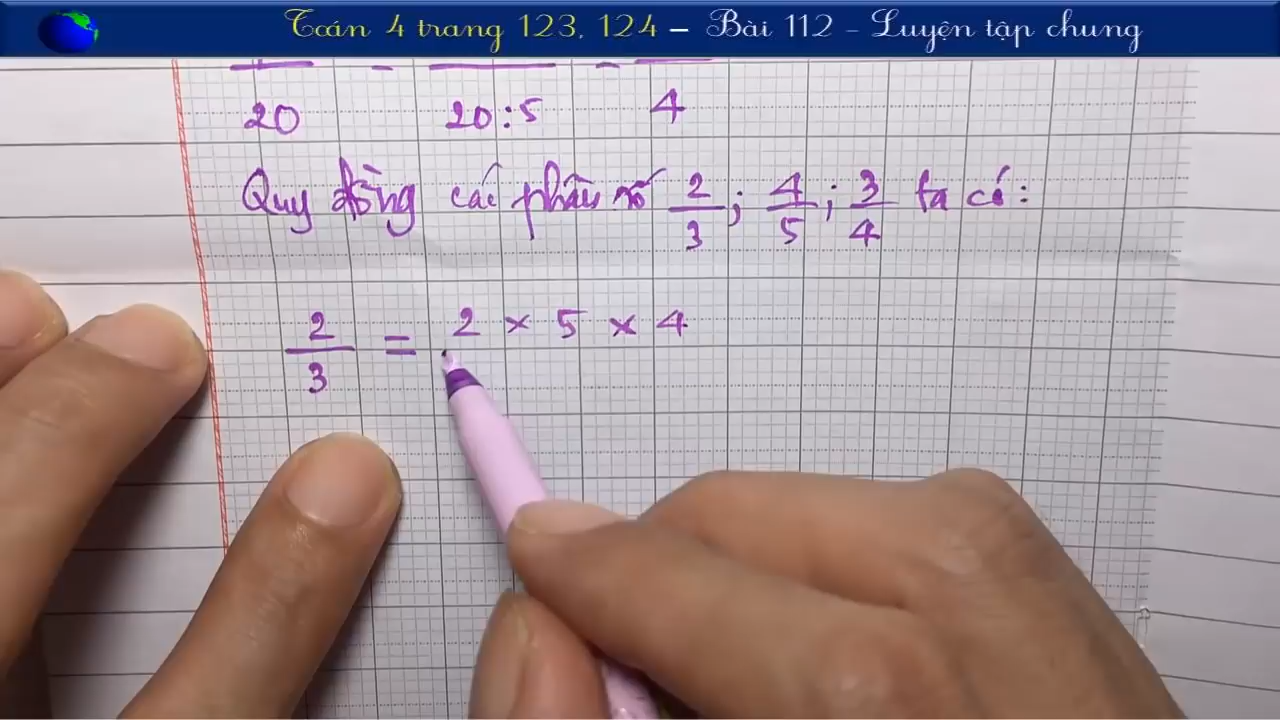 Toán 4 trang 123, 124 – Bài 112 - Luyện tập chung
20 20:5 4
Quy đồng các phân số 2/3; 4/5; 3/4 ta có:
2/3 = 2 × 5 × 4